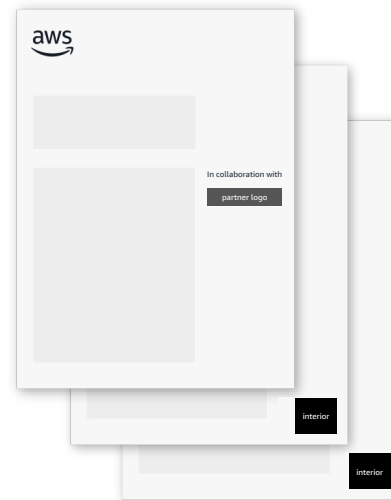 aws
In collaboration with
partner logo
interior
interior